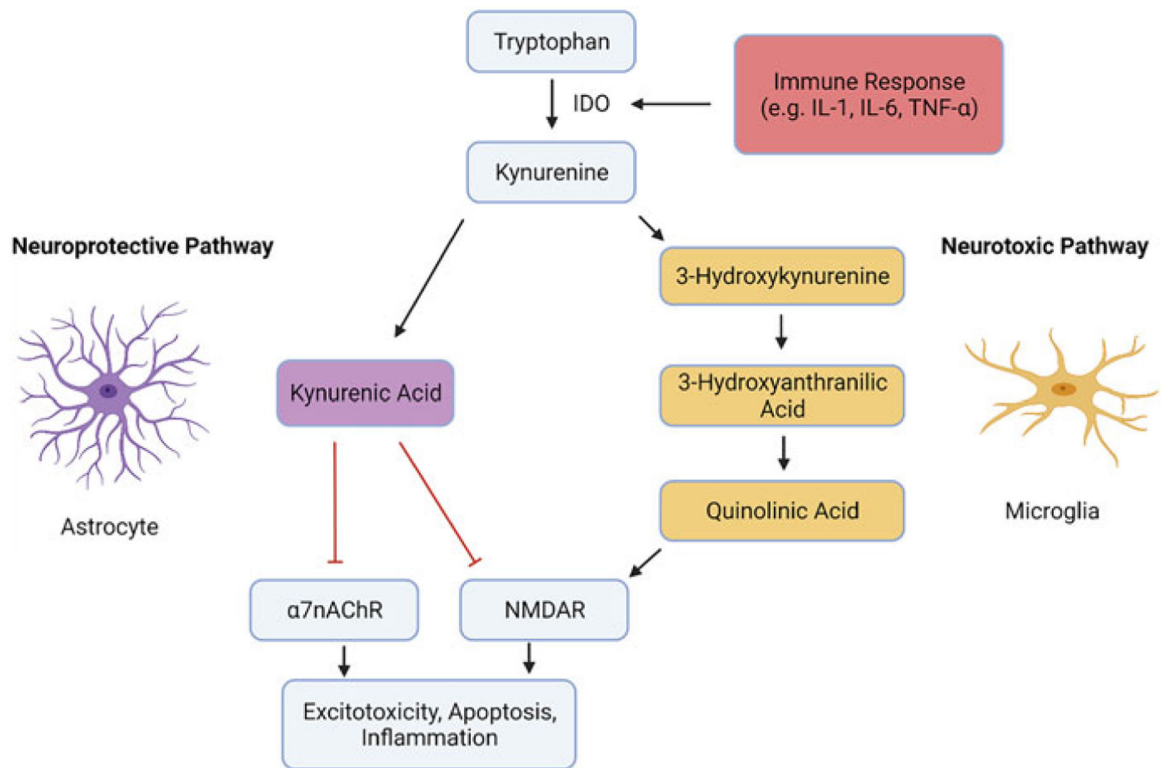 Tryptophan
IDO
Immune Response
(e.g. IL-1, IL-6, TNF-α)
Kynurenine
Neuroprotective Pathway
Neurotoxic Pathway
3-Hydroxykynurenine
Kynurenic Acid
3-Hydroxyanthranilic
Acid
Quinolinic Acid
Astrocyte
Microglia
α7nAChR
NMDAR
Excitotoxicity, Apoptosis,
Inflammation